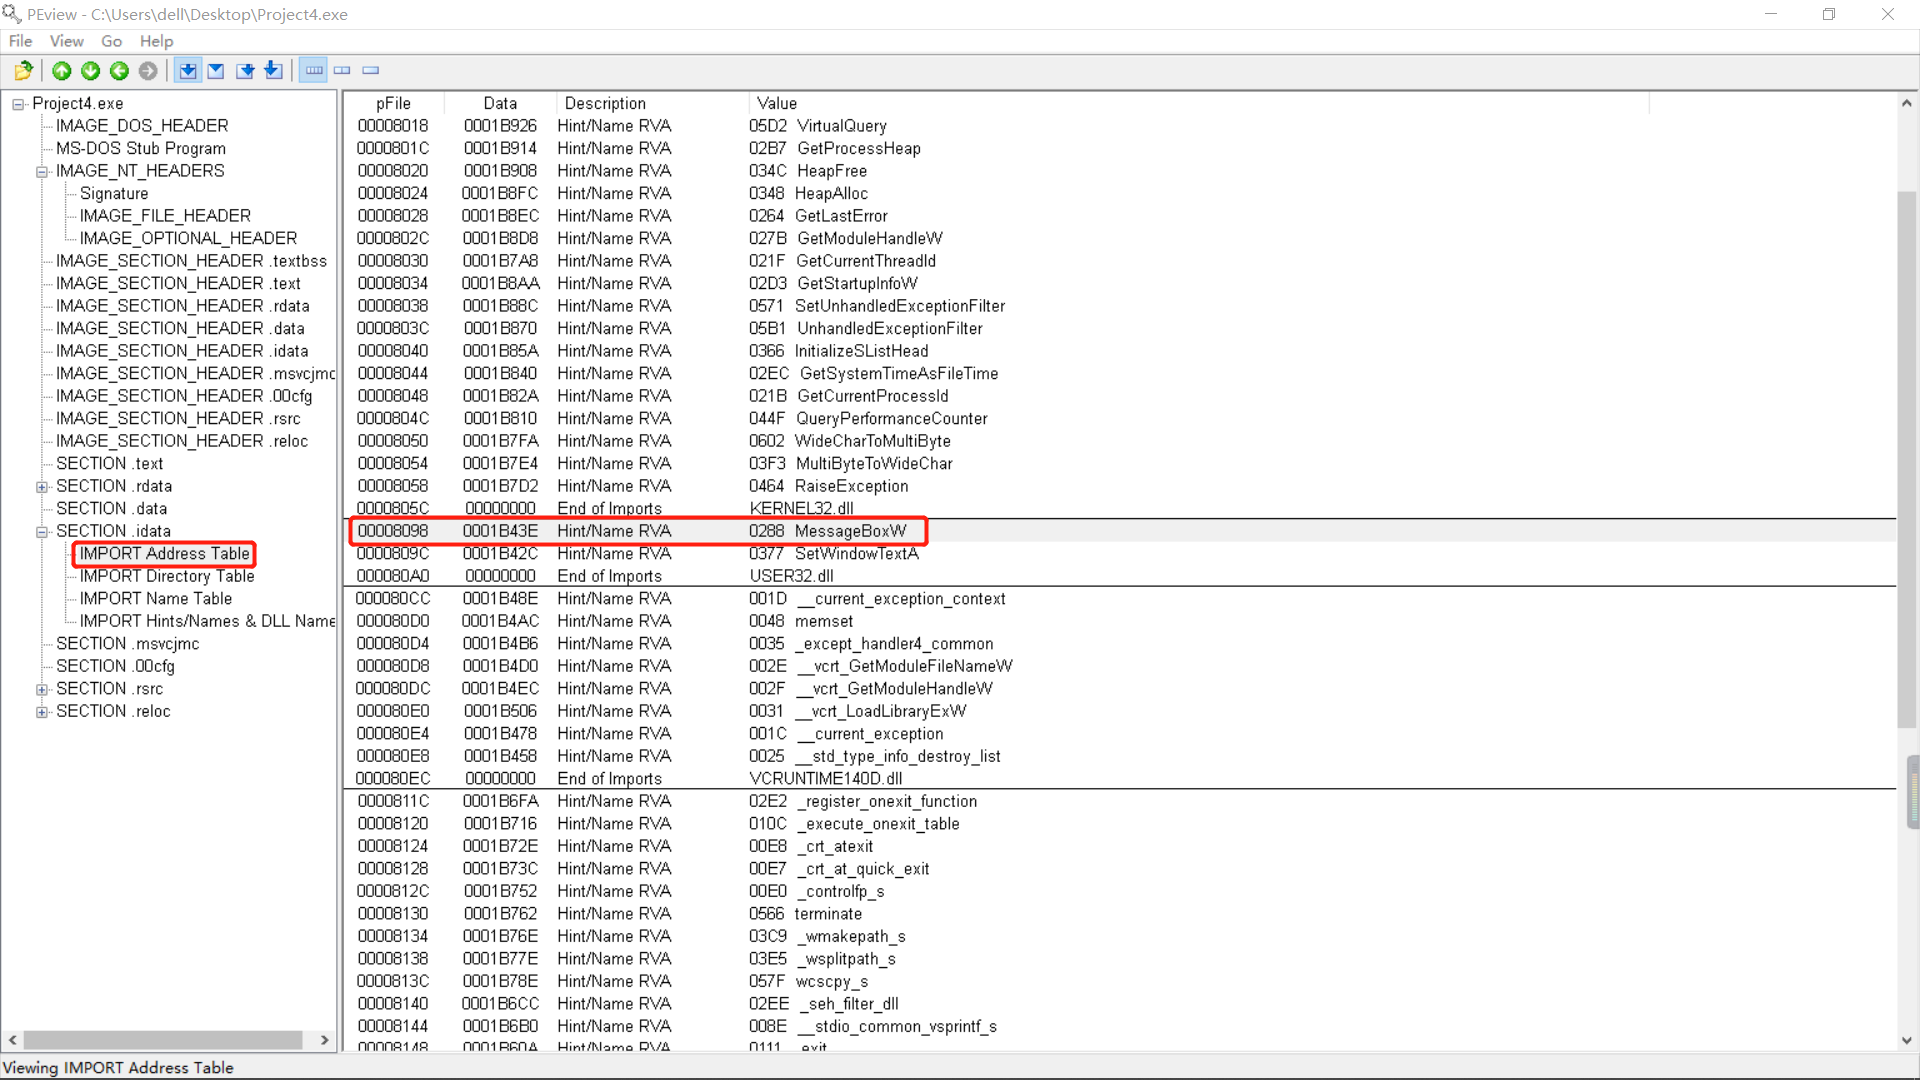 PEview - C:\Users\dell\Desktop\Project4.exe
File View Go Help
Project4.exe
IMAGE_DOS_HEADER
MS-DOS Stub Program
IMAGE_NT_HEADERS
Signature
IMAGE_FILE_HEADER
IMAGE_OPTIONAL_HEADER
IMAGE_SECTION_HEADER .textbss
IMAGE_SECTION_HEADER .text
IMAGE_SECTION_HEADER .rdata
IMAGE_SECTION_HEADER .data
IMAGE_SECTION_HEADER .idata
IMAGE_SECTION_HEADER .msvcjmc
IMAGE_SECTION_HEADER .00cfg
IMAGE_SECTION_HEADER .rsrc
IMAGE_SECTION_HEADER .reloc
SECTION .text
SECTION .rdata
SECTION .data
SECTION .idata
IMPORT Address Table
IMPORT Directory Table
IMPORT Name Table
IMPORT Hints/Names & DLL Name
SECTION .msvcjmc
SECTION .00cfg
SECTION .rsrc
SECTION .reloc
pFile Data Description Value
00008018 0001B926 Hint/Name RVA 05D2 VirtualQuery
0000801C 0001B914 Hint/Name RVA 02B7 GetProcessHeap
00008020 0001B908 Hint/Name RVA 034C HeapFree
00008024 0001B8FC Hint/Name RVA 0348 HeapAlloc
00008028 0001B8EC Hint/Name RVA 0264 GetLastError
0000802C 0001B8D8 Hint/Name RVA 027B GetModuleHandleW
00008030 0001B7A8 Hint/Name RVA 021F GetCurrentThreadId
00008034 0001B8AA Hint/Name RVA 02D3 GetStartupInfoW
00008038 0001B88C Hint/Name RVA 0571 SetUnhandledExceptionFilter
0000803C 0001B870 Hint/Name RVA 05B1 UnhandledExceptionFilter
00008040 0001B85A Hint/Name RVA 0366 InitializeSListHead
00008044 0001B840 Hint/Name RVA 02EC GetSystemTimeAsFileTime
00008048 0001B82A Hint/Name RVA 021B GetCurrentProcessId
0000804C 0001B810 Hint/Name RVA 044F QueryPerformanceCounter
00008050 0001B7FA Hint/Name RVA 0602 WideCharToMultiByte
00008054 0001B7E4 Hint/Name RVA 03F3 MultiByteToWideChar
00008058 0001B7D2 Hint/Name RVA 0464 RaiseException
0000805C 00000000 End of Imports KERNEL32.dll
00008098 0001B43E Hint/Name RVA 0288 MessageBoxW
0000809C 0001B42C Hint/Name RVA 0377 SetWindowTextA
000080A0 00000000 End of Imports USER32.dll
000080CC 0001B48E Hint/Name RVA 001D __current_exception_context
000080D0 0001B4AC Hint/Name RVA 0048 memset
000080D4 0001B4B6 Hint/Name RVA 0035 _except_handler4_common
000080D8 0001B4D0 Hint/Name RVA 002E __vcrt_GetModuleFileNameW
000080DC 0001B4EC Hint/Name RVA 002F __vcrt_GetModuleHandleW
000080E0 0001B506 Hint/Name RVA 0031 __vcrt_LoadLibraryExW
000080E4 0001B478 Hint/Name RVA 001C __current_exception
000080E8 0001B458 Hint/Name RVA 0025 __std_type_info_destroy_list
000080EC 00000000 End of Imports VCRUNTIME140D.dll
0000811C 0001B6FA Hint/Name RVA 02E2 _register_onexit_function
00008120 0001B716 Hint/Name RVA 010C _execute_onexit_table
00008124 0001B72E Hint/Name RVA 00E8 _crt_atexit
00008128 0001B73C Hint/Name RVA 00E7 _crt_at_quick_exit
0000812C 0001B752 Hint/Name RVA 00E0 _controlfp_s
00008130 0001B762 Hint/Name RVA 0566 terminate
00008134 0001B76E Hint/Name RVA 03C9 _wmakepath_s
00008138 0001B77E Hint/Name RVA 03E5 _wsplitpath_s
0000813C 0001B78E Hint/Name RVA 057F wcscpy_s
00008140 0001B6CC Hint/Name RVA 02EE _seh_filter_dll
00008144 0001B6B0 Hint/Name RVA 008E __stdio_common_vsprintf_s
00008148 0001B60A Hint/Name RVA 0111 _exit
Viewing IMPORT Address Table